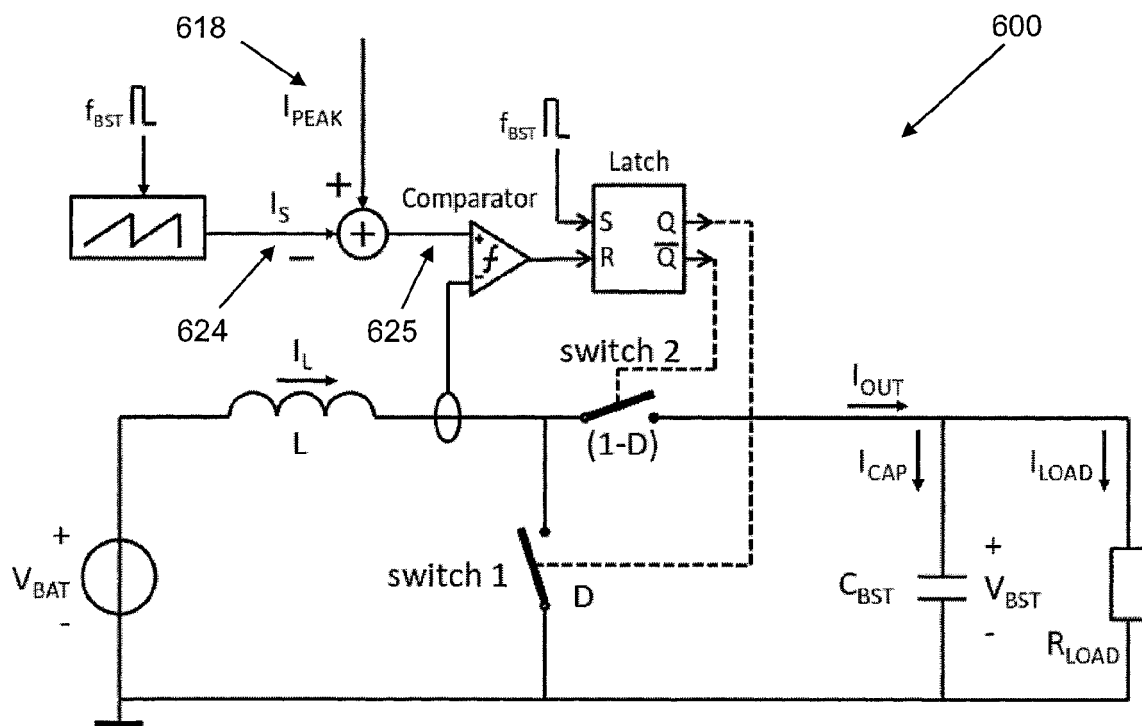 618
600
f_BST
I_PEAK
f_BST
Latch
+
Comparator
I_S
+
−
+
-
f
S
Q
R
Q̅
624
625
switch 2
I_L
L
(1-D)
I_OUT
I_CAP
I_LOAD
+
V_BAT
-
switch 1
D
C_BST
+
V_BST
-
R_LOAD